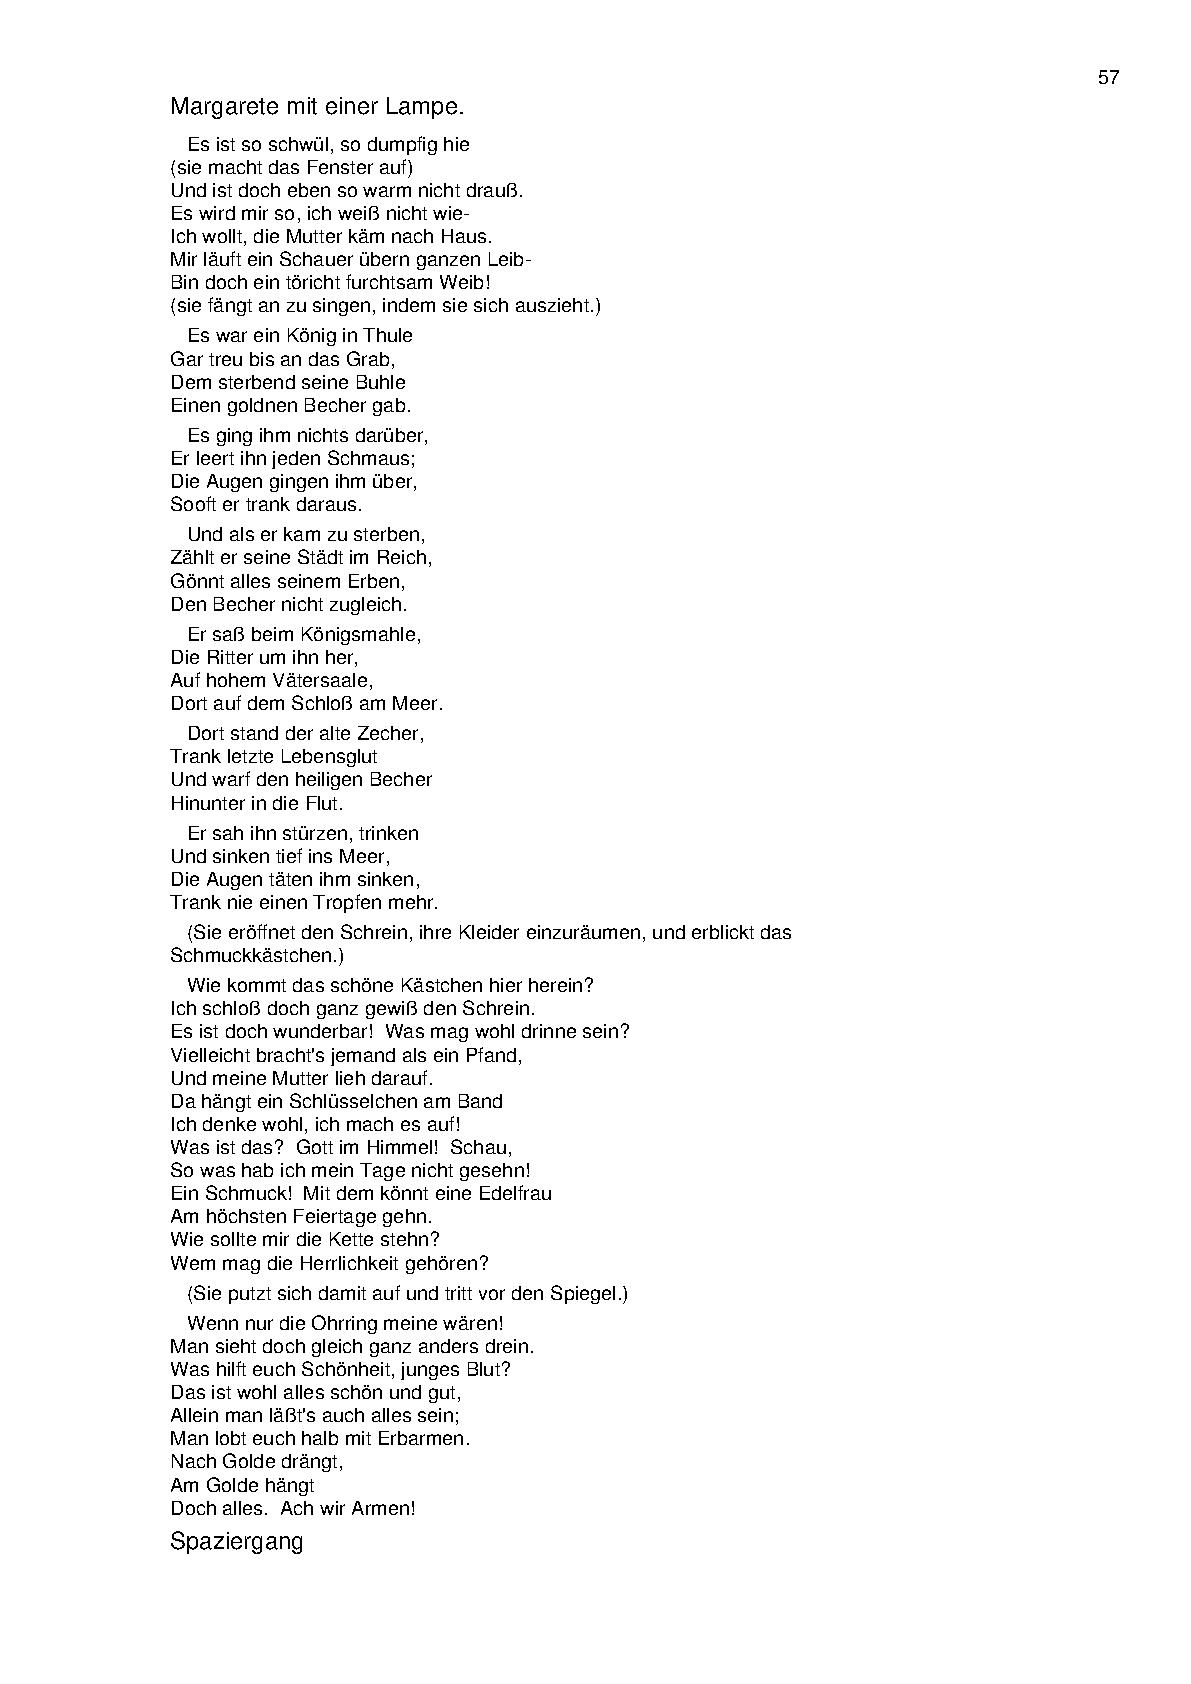 57
Margarete mit einer Lampe.
Es ist so schwül, so dumpfig hie
(sie macht das Fenster auf)
Und ist doch eben so warm nicht drauß.
Es wird mir so, ich weiß nicht wie-
Ich wollt, die Mutter käm nach Haus.
Mir läuft ein Schauer übern ganzen Leib-
Bin doch ein töricht furchtsam Weib!
(sie fängt an zu singen, indem sie sich auszieht.)
Es war ein König in Thule
Gar treu bis an das Grab,
Dem sterbend seine Buhle
Einen goldnen Becher gab.
Es ging ihm nichts darüber,
Er leert ihn jeden Schmaus;
Die Augen gingen ihm über,
Sooft er trank daraus.
Und als er kam zu sterben,
Zählt er seine Städt im Reich,
Gönnt alles seinem Erben,
Den Becher nicht zugleich.
Er saß beim Königsmahle,
Die Ritter um ihn her,
Auf hohem Vätersaale,
Dort auf dem Schloß am Meer.
Dort stand der alte Zecher,
Trank letzte Lebensglut
Und warf den heiligen Becher
Hinunter in die Flut.
Er sah ihn stürzen, trinken
Und sinken tief ins Meer,
Die Augen täten ihm sinken,
Trank nie einen Tropfen mehr.
(Sie eröffnet den Schrein, ihre Kleider einzuräumen, und erblickt das
Schmuckkästchen.)
Wie kommt das schöne Kästchen hier herein?
Ich schloß doch ganz gewiß den Schrein.
Es ist doch wunderbar!  Was mag wohl drinne sein?
Vielleicht bracht's jemand als ein Pfand,
Und meine Mutter lieh darauf.
Da hängt ein Schlüsselchen am Band
Ich denke wohl, ich mach es auf!
Was ist das?  Gott im Himmel!  Schau,
So was hab ich mein Tage nicht gesehn!
Ein Schmuck!  Mit dem könnt eine Edelfrau
Am höchsten Feiertage gehn.
Wie sollte mir die Kette stehn?
Wem mag die Herrlichkeit gehören?
(Sie putzt sich damit auf und tritt vor den Spiegel.)
Wenn nur die Ohrring meine wären!
Man sieht doch gleich ganz anders drein.
Was hilft euch Schönheit, junges Blut?
Das ist wohl alles schön und gut,
Allein man läßt's auch alles sein;
Man lobt euch halb mit Erbarmen.
Nach Golde drängt,
Am Golde hängt
Doch alles.  Ach wir Armen!
Spaziergang